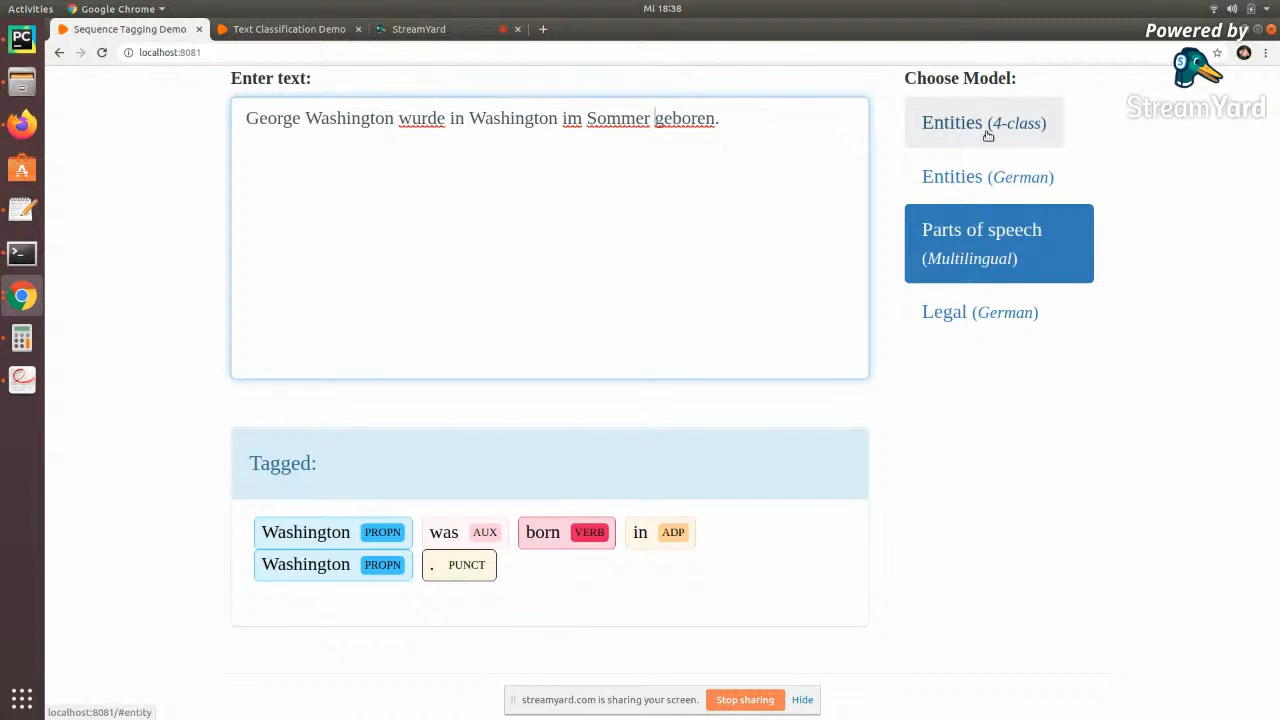 Activities Google Chrome Mi 18:38
Sequence Tagging Demo Text Classification Demo StreamYard
localhost:8081
Powered by
StreamYard
Enter text:
George Washington wurde in Washington im Sommer geboren.
Choose Model:
Entities (4-class)
Entities (German)
Parts of speech
(Multilingual)
Legal (German)
Tagged:
Washington PROPN was AUX born VERB in ADP
Washington PROPN . PUNCT
streamyard.com is sharing your screen. Stop sharing Hide
localhost:8081/#entity